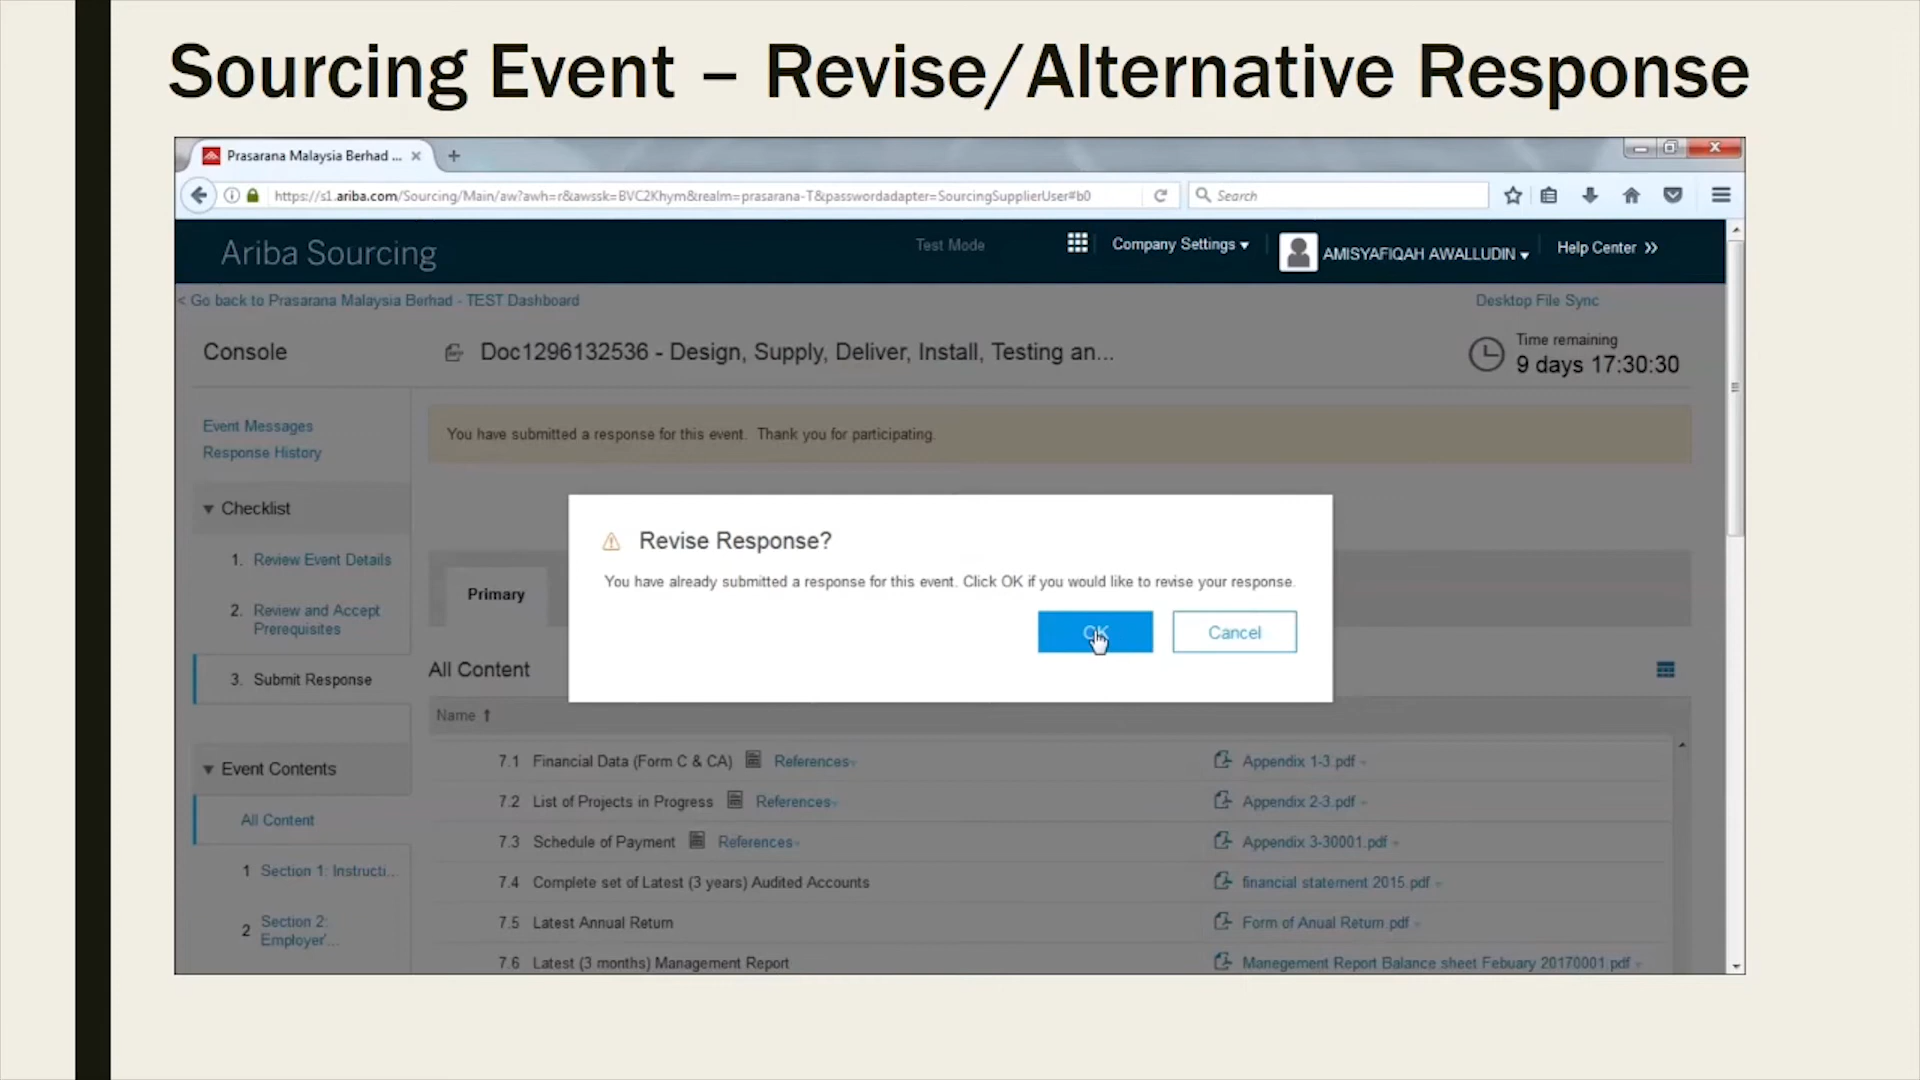 Sourcing Event – Revise/Alternative Response
Prasarana Malaysia Berhad ...
https://s1.ariba.com/Sourcing/Main/aw?awh=r&awssk=BVC2Khym&realm=prasarana-T&passwordadapter=SourcingSupplierUser#b0
Search
Ariba Sourcing
Test Mode
Company Settings
AMISYAFIQAH AWALLUDIN
Help Center »
< Go back to Prasarana Malaysia Berhad - TEST Dashboard
Desktop File Sync
Console
Doc1296132536 - Design, Supply, Deliver, Install, Testing an...
Time remaining
9 days 17:30:30
Event Messages
Response History
You have submitted a response for this event. Thank you for participating.
Checklist
1. Review Event Details
2. Review and Accept
Prerequisites
3. Submit Response
Revise Response?
You have already submitted a response for this event. Click OK if you would like to revise your response.
OK
Cancel
Primary
All Content
Name ↑
Event Contents
All Content
1 Section 1: Instructi...
2 Section 2:
Employer'...
7.1 Financial Data (Form C & CA) References
Appendix 1-3.pdf
7.2 List of Projects in Progress References
Appendix 2-3.pdf
7.3 Schedule of Payment References
Appendix 3-30001.pdf
7.4 Complete set of Latest (3 years) Audited Accounts
financial statement 2015.pdf
7.5 Latest Annual Return
Form of Anual Return.pdf
7.6 Latest (3 months) Management Report
Manegement Report Balance sheet Febuary 20170001.pdf